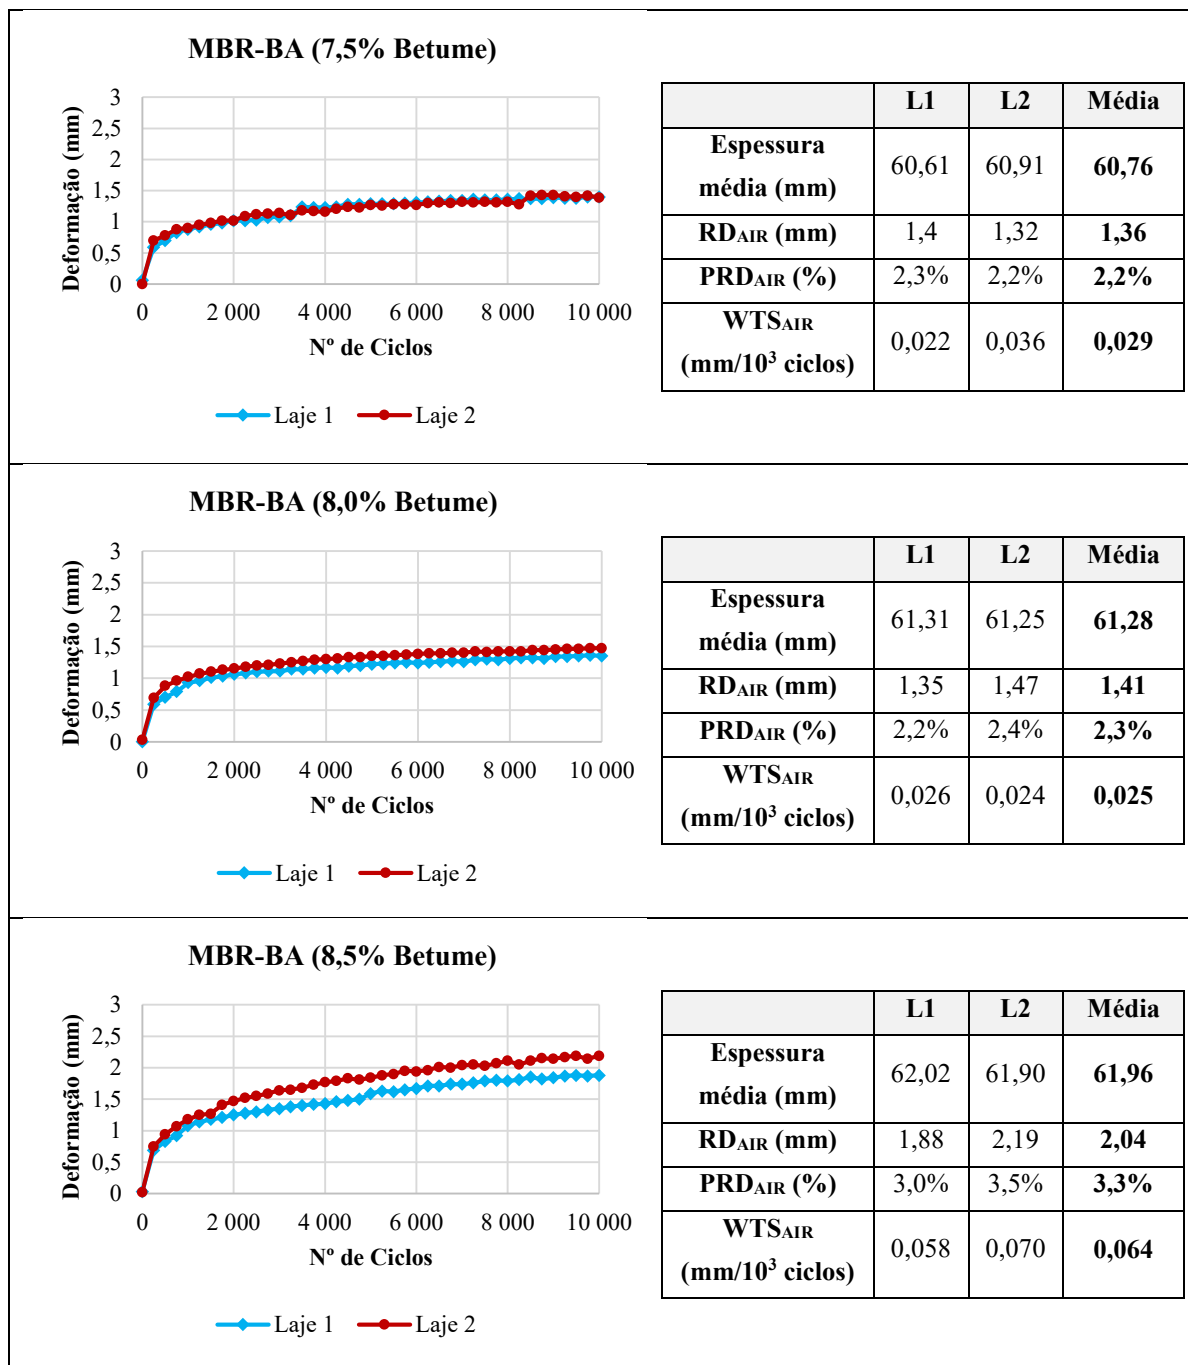 MBR-BA (7,5% Betume)
Deformação (mm)
3
2,5
2
1,5
1
0,5
0
0 2 000 4 000 6 000 8 000 10 000
Nº de Ciclos
Laje 1 Laje 2
L1 L2 Média
Espessura
média (mm) 60,61 60,91 60,76
RDAIR (mm) 1,4 1,32 1,36
PRDAIR (%) 2,3% 2,2% 2,2%
WTSAIR
(mm/10³ ciclos) 0,022 0,036 0,029
MBR-BA (8,0% Betume)
Deformação (mm)
3
2,5
2
1,5
1
0,5
0
0 2 000 4 000 6 000 8 000 10 000
Nº de Ciclos
Laje 1 Laje 2
L1 L2 Média
Espessura
média (mm) 61,31 61,25 61,28
RDAIR (mm) 1,35 1,47 1,41
PRDAIR (%) 2,2% 2,4% 2,3%
WTSAIR
(mm/10³ ciclos) 0,026 0,024 0,025
MBR-BA (8,5% Betume)
Deformação (mm)
3
2,5
2
1,5
1
0,5
0
0 2 000 4 000 6 000 8 000 10 000
Nº de Ciclos
Laje 1 Laje 2
L1 L2 Média
Espessura
média (mm) 62,02 61,90 61,96
RDAIR (mm) 1,88 2,19 2,04
PRDAIR (%) 3,0% 3,5% 3,3%
WTSAIR
(mm/10³ ciclos) 0,058 0,070 0,064